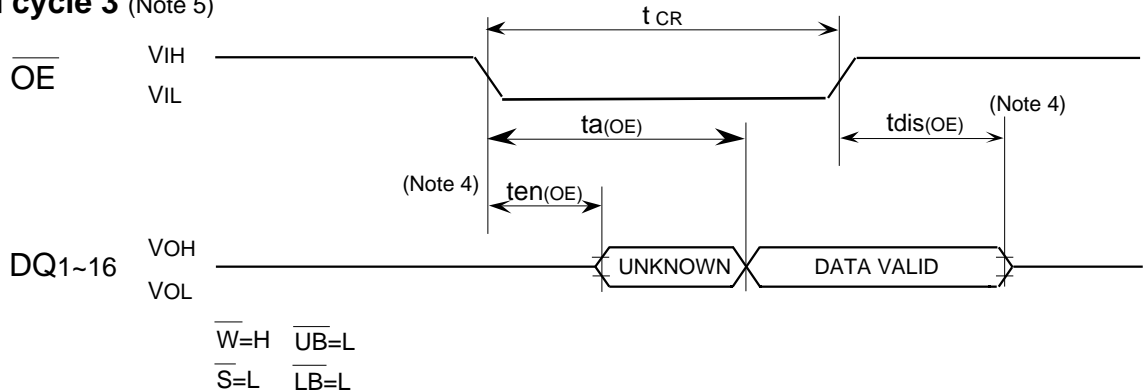 cycle 3 (Note 5)
t CR
OE
VIH
VIL
(Note 4)
ta(OE)
tdis(OE)
(Note 4)
ten(OE)
DQ1~16
VOH
VOL
UNKNOWN
DATA VALID
W=H UB=L
S=L LB=L